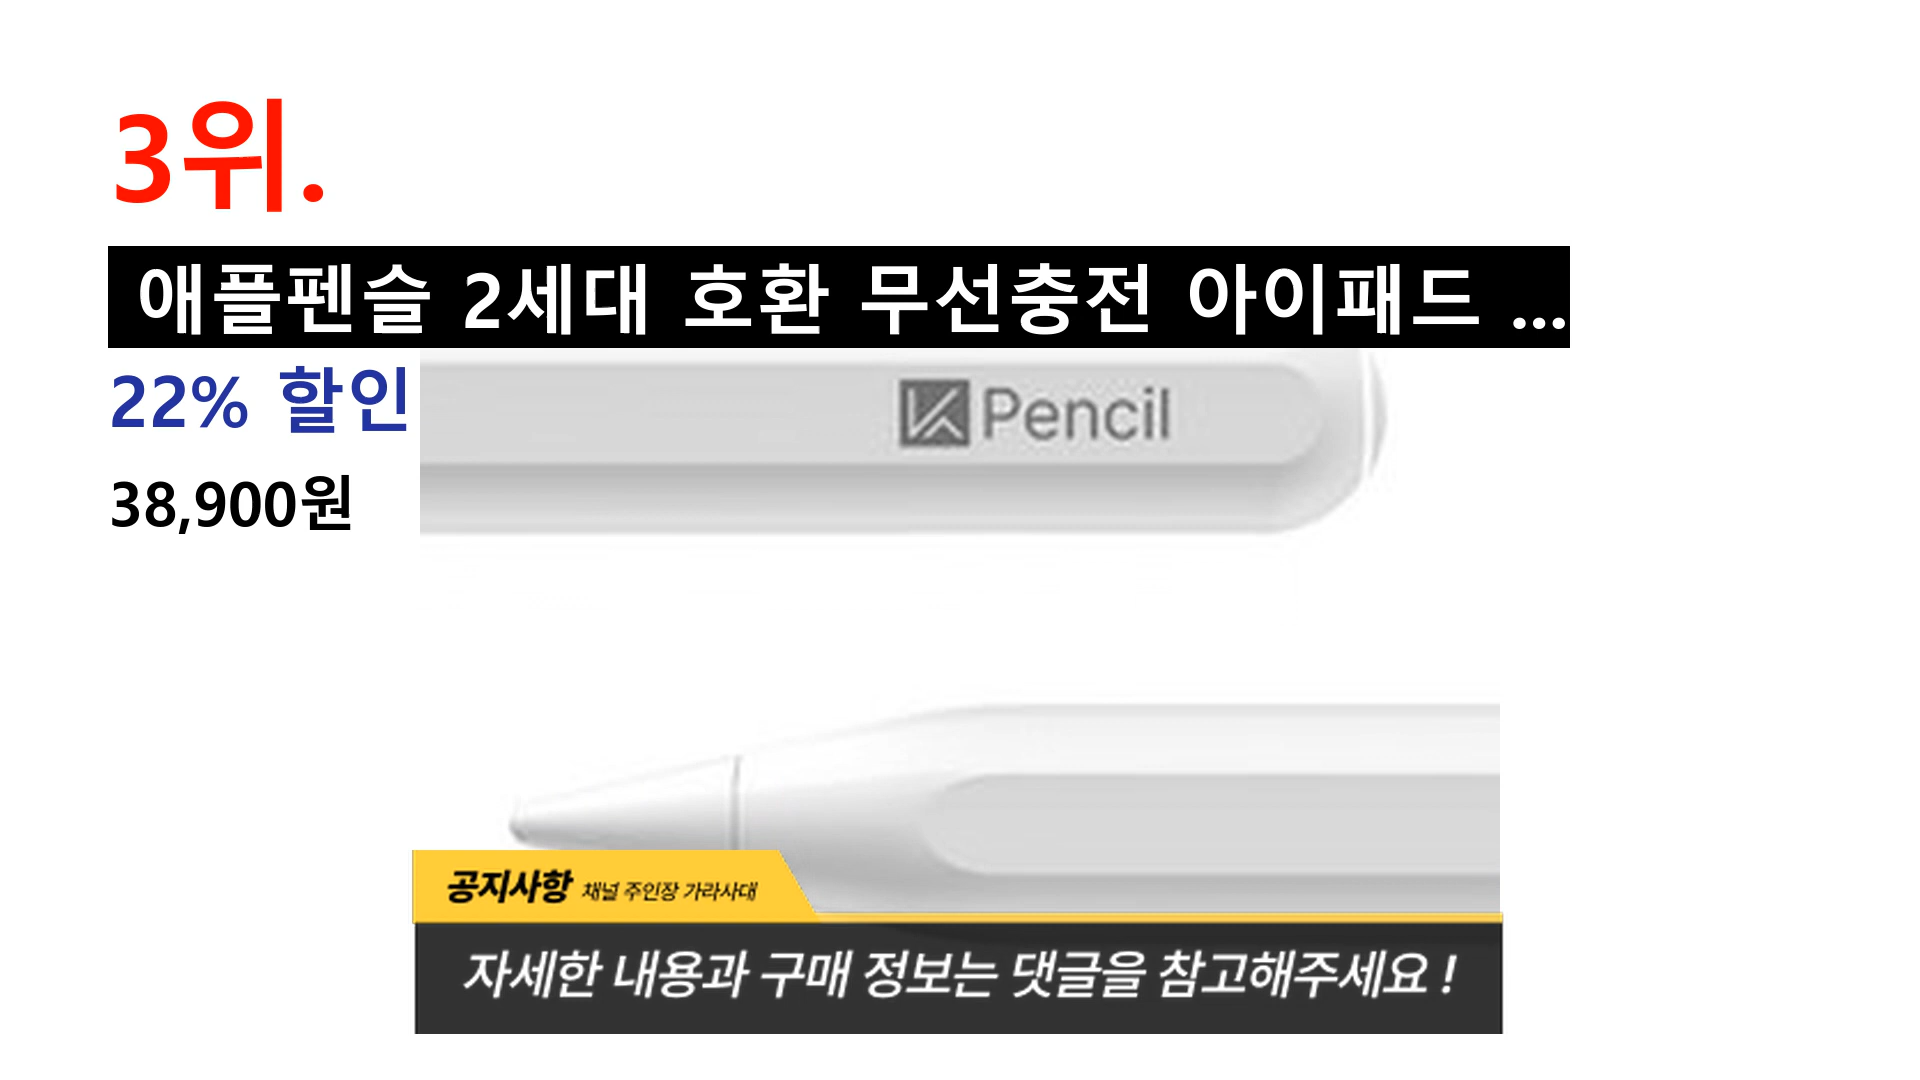 3위.
애플펜슬 2세대 호환 무선충전 아이패드 ...
22% 할인
Pencil
38,900원
공지사항 채널 주인장 가라사대
자세한 내용과 구매 정보는 댓글을 참고해주세요 !